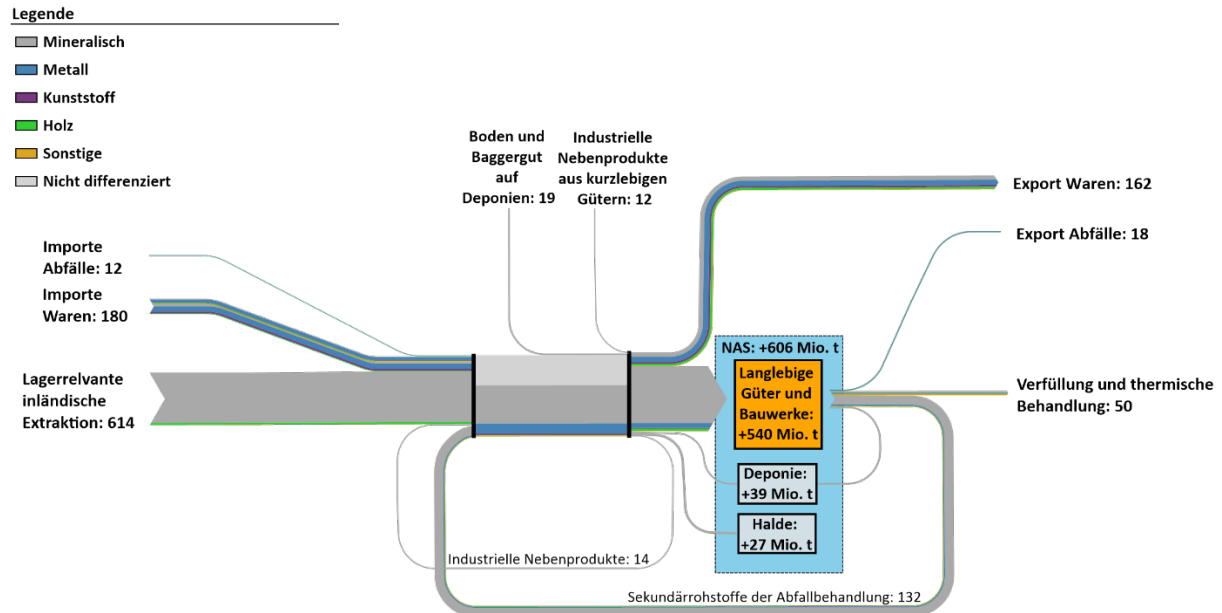 Legende
Mineralisch
Metall
Kunststoff
Holz
Sonstige
Nicht differenziert
Boden und
Baggergut
auf
Deponien: 19
Industrielle
Nebenprodukte
aus kurzlebigen
Gütern: 12
Export Waren: 162
Export Abfälle: 18
Importe
Abfälle: 12
Importe
Waren: 180
NAS: +606 Mio. t
Langlebige
Güter und
Bauwerke:
+540 Mio. t
Lagerrelvante
inländische
Extraktion: 614
Verfüllung und thermische
Behandlung: 50
Deponie:
+39 Mio. t
Halde:
+27 Mio. t
Industrielle Nebenprodukte: 14
Sekundärrohstoffe der Abfallbehandlung: 132